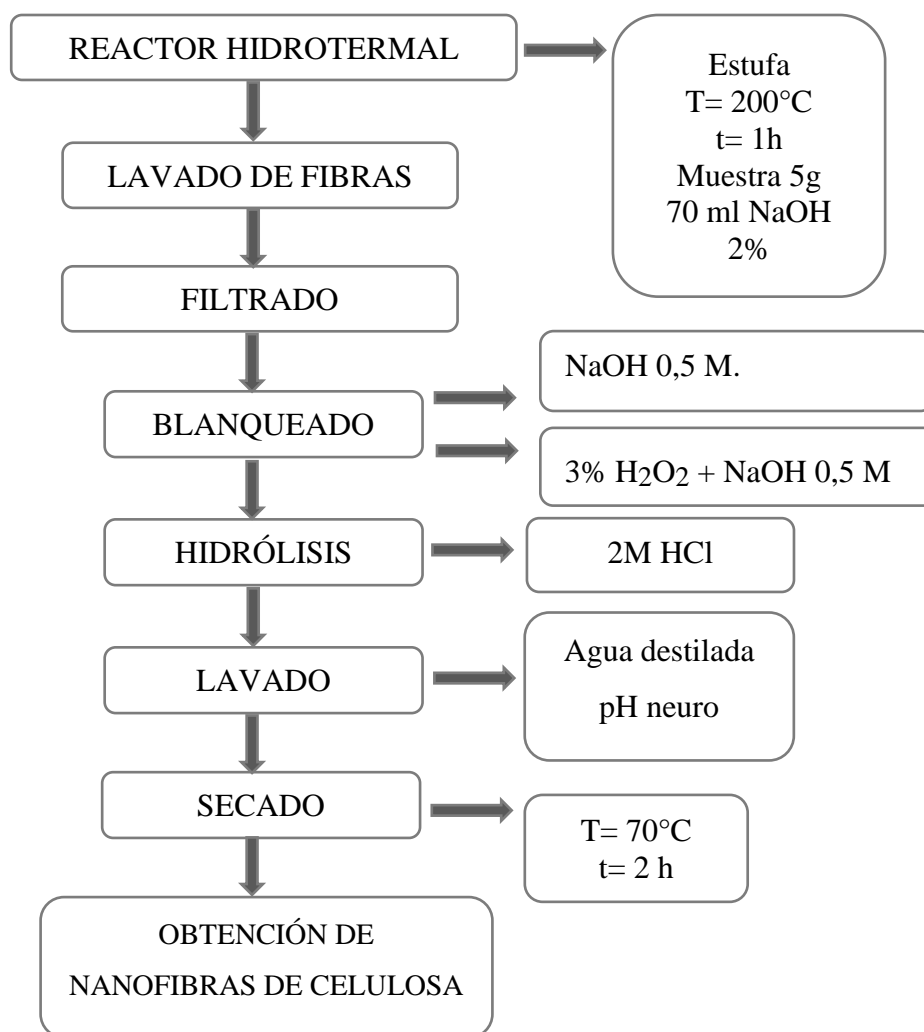 REACTOR HIDROTERMAL
Estufa
T= 200°C
t= 1h
Muestra 5g
70 ml NaOH
2%
LAVADO DE FIBRAS
FILTRADO
BLANQUEADO
NaOH 0,5 M.
3% H2O2 + NaOH 0,5 M
HIDRÓLISIS
2M HCl
LAVADO
Agua destilada
pH neuro
SECADO
T= 70°C
t= 2 h
OBTENCIÓN DE
NANOFIBRAS DE CELULOSA